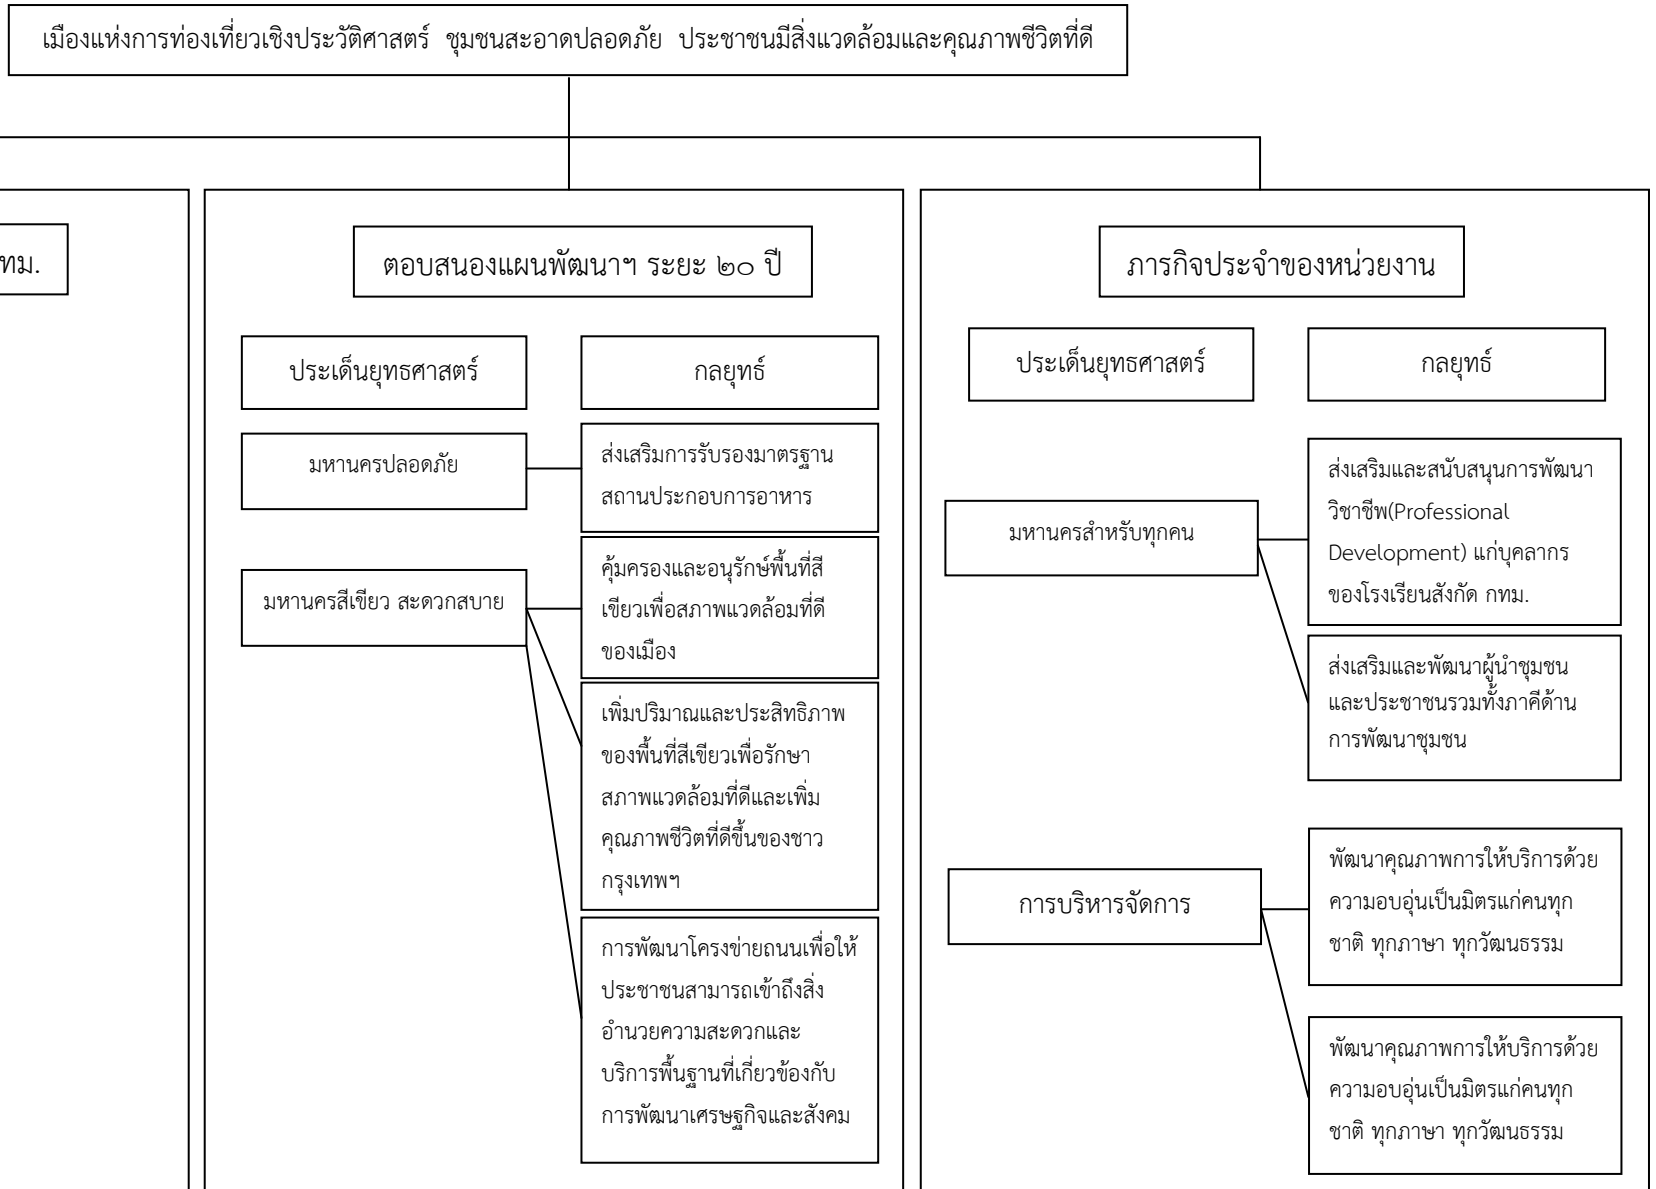 เมืองแห่งการท่องเที่ยวเชิงประวัติศาสตร์ ชุมชนสะอาดปลอดภัย ประชาชนมีสิ่งแวดล้อมและคุณภาพชีวิตที่ดี
ทม.
ตอบสนองแผนพัฒนาฯ ระยะ ๒๐ ปี
ประเด็นยุทธศาสตร์
กลยุทธ์
มหานครปลอดภัย
ส่งเสริมการรับรองมาตรฐาน
สถานประกอบการอาหาร
มหานครสีเขียว สะดวกสบาย
คุ้มครองและอนุรักษ์พื้นที่สี
เขียวเพื่อสภาพแวดล้อมที่ดี
ของเมือง
เพิ่มปริมาณและประสิทธิภาพ
ของพื้นที่สีเขียวเพื่อรักษา
สภาพแวดล้อมที่ดีและเพิ่ม
คุณภาพชีวิตที่ดีขึ้นของชาว
กรุงเทพฯ
การพัฒนาโครงข่ายถนนเพื่อให้
ประชาชนสามารถเข้าถึงสิ่ง
อำนวยความสะดวกและ
บริการพื้นฐานที่เกี่ยวข้องกับ
การพัฒนาเศรษฐกิจและสังคม
ภารกิจประจำของหน่วยงาน
ประเด็นยุทธศาสตร์
กลยุทธ์
มหานครสำหรับทุกคน
ส่งเสริมและสนับสนุนการพัฒนา
วิชาชีพ(Professional
Development) แก่บุคลากร
ของโรงเรียนสังกัด กทม.
ส่งเสริมและพัฒนาผู้นำชุมชน
และประชาชนรวมทั้งภาคีด้าน
การพัฒนาชุมชน
การบริหารจัดการ
พัฒนาคุณภาพการให้บริการด้วย
ความอบอุ่นเป็นมิตรแก่คนทุก
ชาติ ทุกภาษา ทุกวัฒนธรรม
พัฒนาคุณภาพการให้บริการด้วย
ความอบอุ่นเป็นมิตรแก่คนทุก
ชาติ ทุกภาษา ทุกวัฒนธรรม